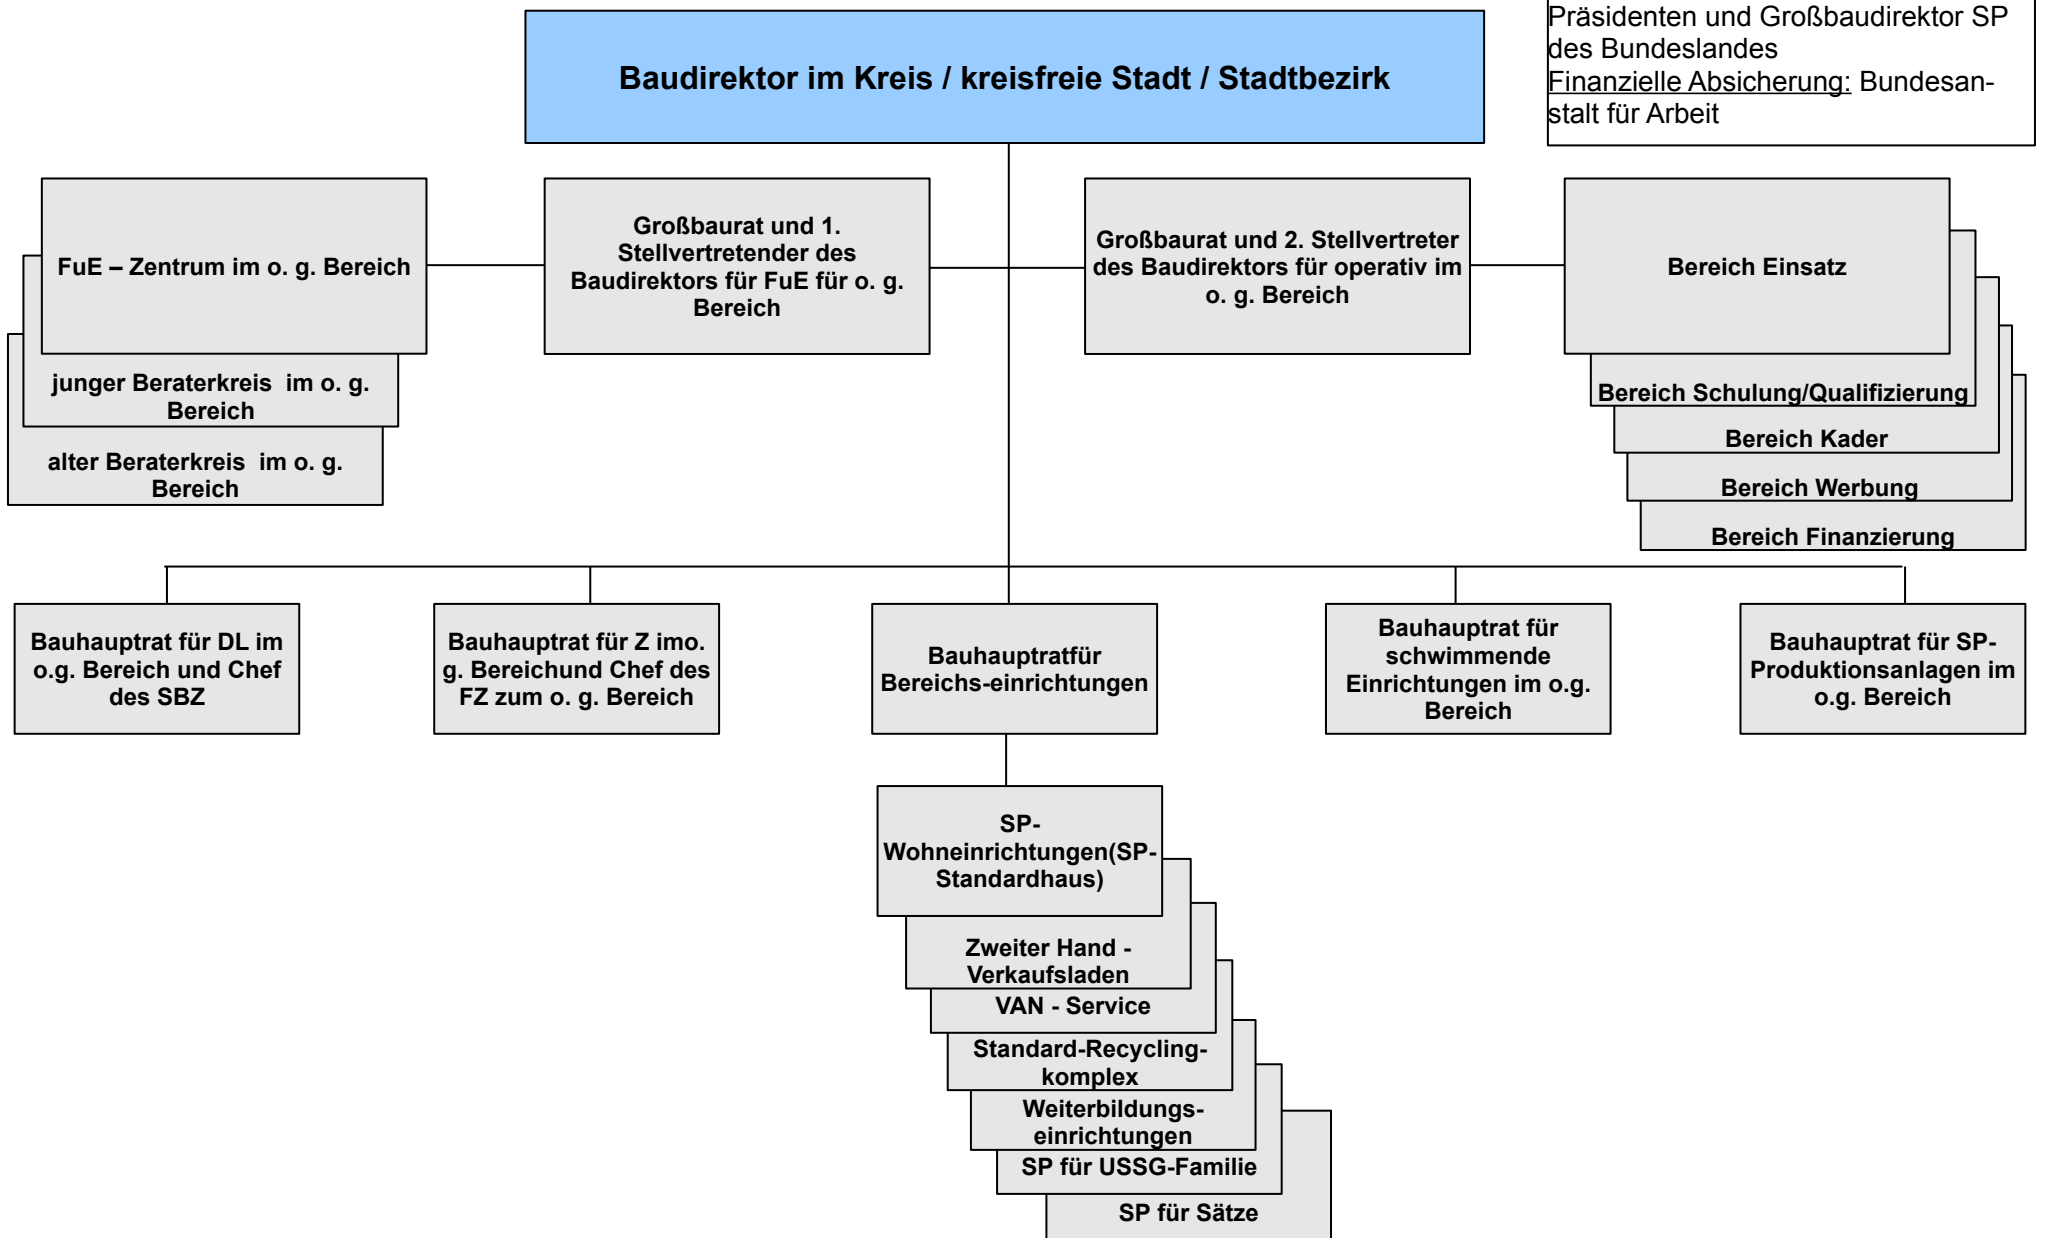 Präsidenten und Großbaudirektor SP
des Bundeslandes
Finanzielle Absicherung: Bundesan-
stalt für Arbeit
Baudirektor im Kreis / kreisfreie Stadt / Stadtbezirk
FuE – Zentrum im o. g. Bereich
junger Beraterkreis im o. g.
Bereich
alter Beraterkreis im o. g.
Bereich
Großbaurat und 1.
Stellvertretender des
Baudirektors für FuE für o. g.
Bereich
Großbaurat und 2. Stellvertreter
des Baudirektors für operativ im
o. g. Bereich
Bereich Einsatz
Bereich Schulung/Qualifizierung
Bereich Kader
Bereich Werbung
Bereich Finanzierung
Bauhauptrat für DL im
o.g. Bereich und Chef
des SBZ
Bauhauptrat für Z imo.
g. Bereichund Chef des
FZ zum o. g. Bereich
Bauhauptratfür
Bereichs-einrichtungen
Bauhauptrat für
schwimmende
Einrichtungen im o.g.
Bereich
Bauhauptrat für SP-
Produktionsanlagen im
o.g. Bereich
SP-
Wohneinrichtungen(SP-
Standardhaus)
Zweiter Hand -
Verkaufsladen
VAN - Service
Standard-Recycling-
komplex
Weiterbildungs-
einrichtungen
SP für USSG-Familie
SP für Sätze